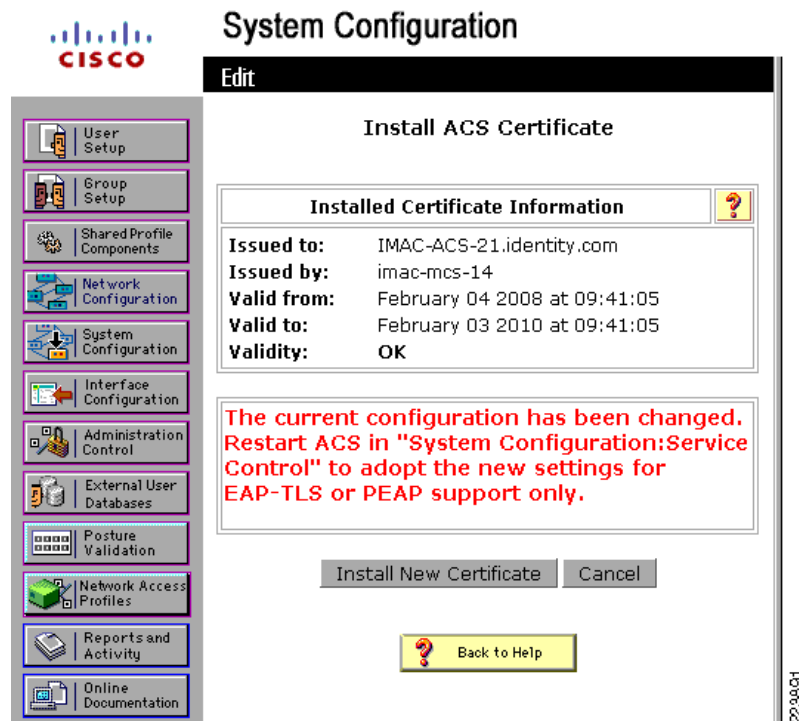 CISCO
System Configuration
Edit
User
Setup
Group
Setup
Shared Profile
Components
Network
Configuration
System
Configuration
Interface
Configuration
Administration
Control
External User
Databases
Posture
Validation
Network Access
Profiles
Reports and
Activity
Online
Documentation
Install ACS Certificate
Installed Certificate Information
?
Issued to: IMAC-ACS-21.identity.com
Issued by: imac-mcs-14
Valid from: February 04 2008 at 09:41:05
Valid to: February 03 2010 at 09:41:05
Validity: OK
The current configuration has been changed.
Restart ACS in "System Configuration:Service
Control" to adopt the new settings for
EAP-TLS or PEAP support only.
Install New Certificate Cancel
? Back to Help